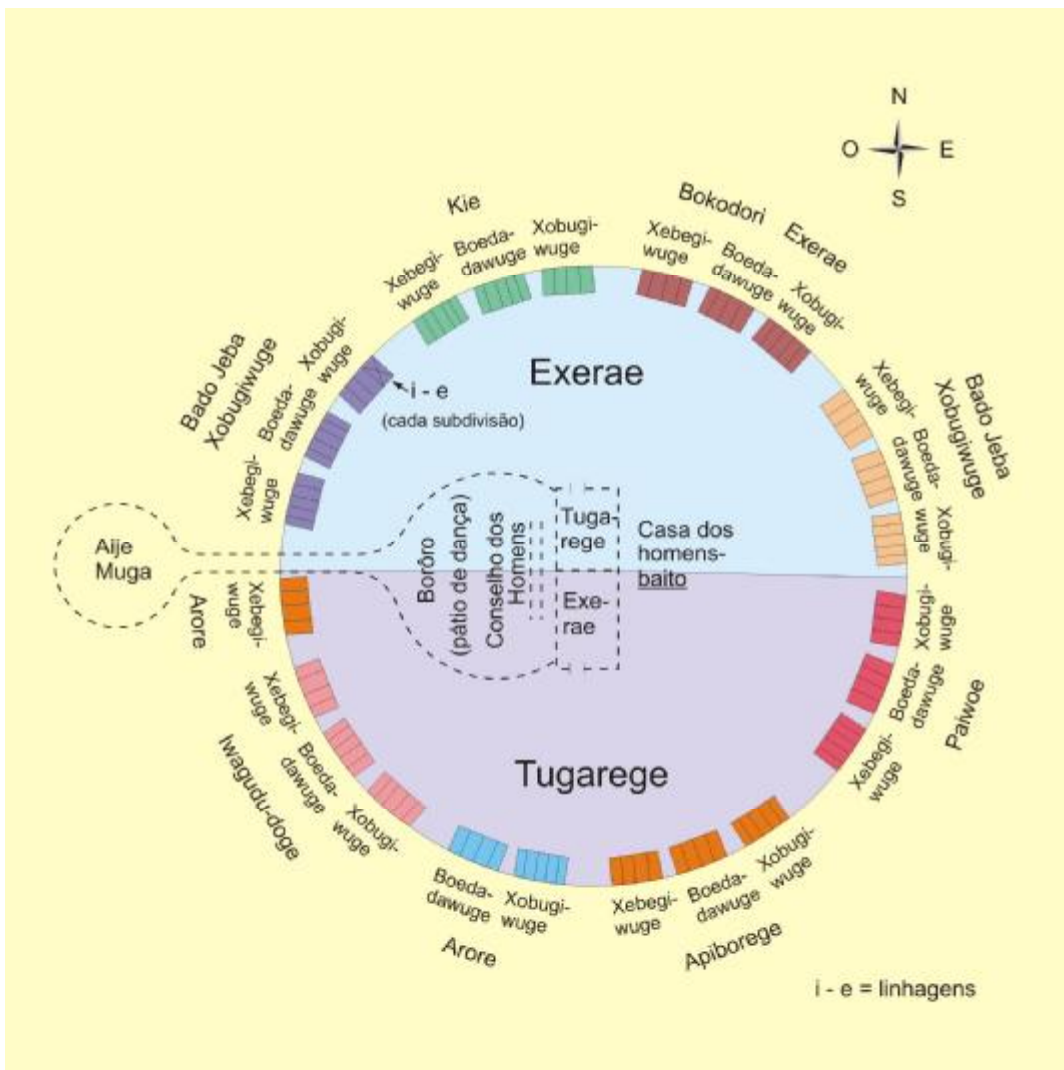 N
O
E
S
Kie
Xebegi-
wuge
Boeda-
dawuge
Xobugi-
wuge
Bokodori Exerae
Xebegi-
wuge
Boeda-
dawuge
Xobugi-
wuge
Bado Jeba
Xobugiwuge
Xebegi-
wuge
Boeda-
dawuge
Xobugi-
wuge
Bado Jeba
Xobugiwuge
Xebegi-
wuge
Boeda-
dawuge
Xobugi-
wuge
Exerae
i - e
(cada subdivisão)
Aije
Muga
Borôro
(pátio de dança)
Conselho dos
Homens
Tuga-
rege
Exe-
rae
Casa dos
homens-
baito
Arore
Xebegi-
wuge
Iwagudu-doge
Xebegi-
wuge
Boeda-
dawuge
Xobugi-
wuge
Tugarege
Paiwoe
Xobugi-
wuge
Boeda-
dawuge
Xebegi-
wuge
Arore
Boeda-
dawuge
Xobugi-
wuge
Apiborege
Xebegi-
wuge
Boeda-
dawuge
Xobugi-
wuge
i - e = linhagens